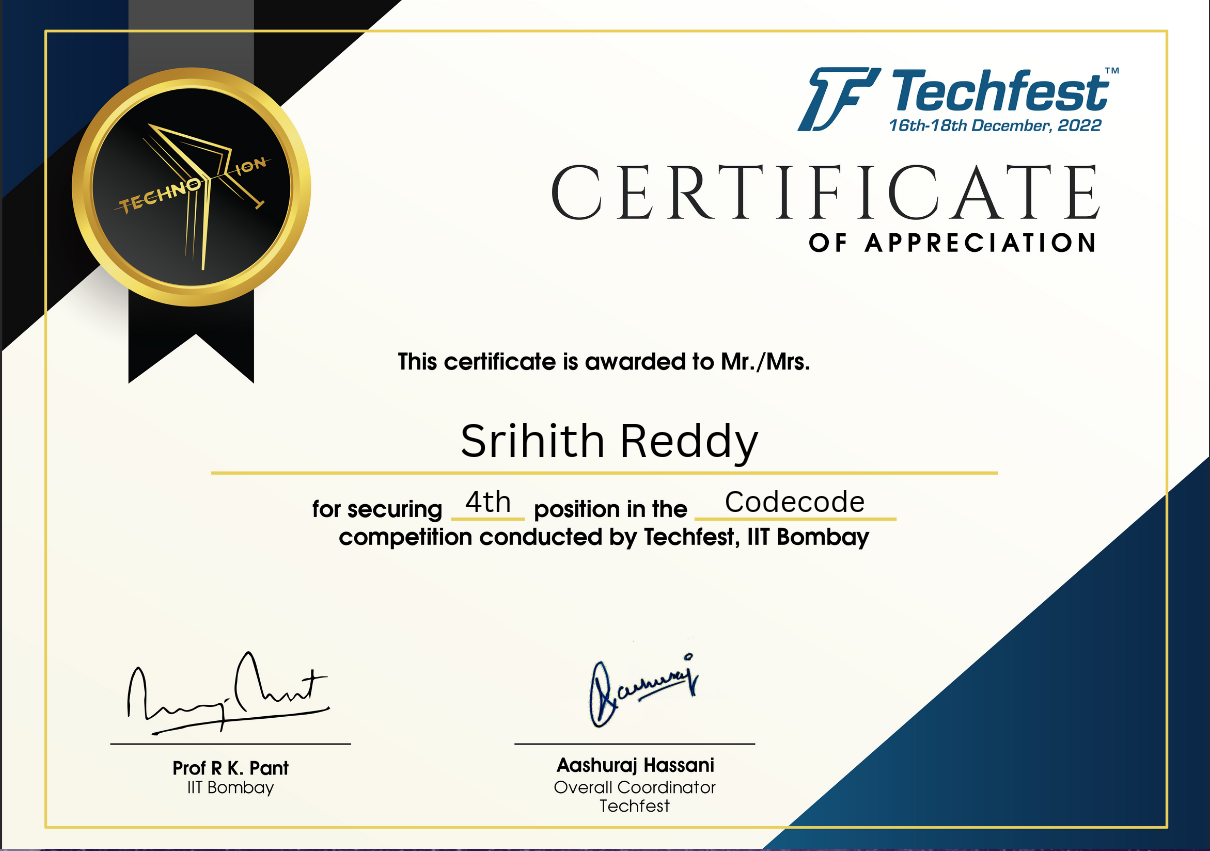 TECHNORION
TF Techfest™
16th-18th December, 2022
CERTIFICATE
OF APPRECIATION
This certificate is awarded to Mr./Mrs.
Srihith Reddy
for securing 4th position in the Codecode
competition conducted by Techfest, IIT Bombay
Aashuraj
Prof R K. Pant
IIT Bombay
Aashuraj Hassani
Overall Coordinator
Techfest